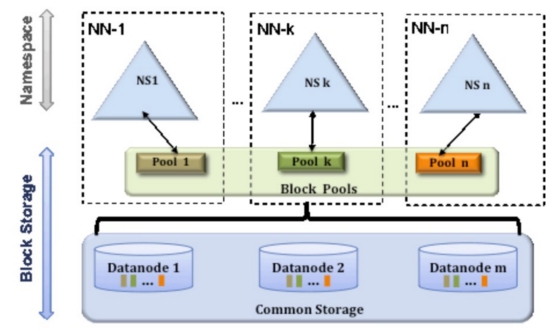 NN-1
NN-k
NN-n
Namespace
NS1
NS k
NS n
...
...
Pool 1
Pool k
Pool n
Block Pools
Block Storage
Datanode 1
Datanode 2
Datanode m
...
...
...
Common Storage